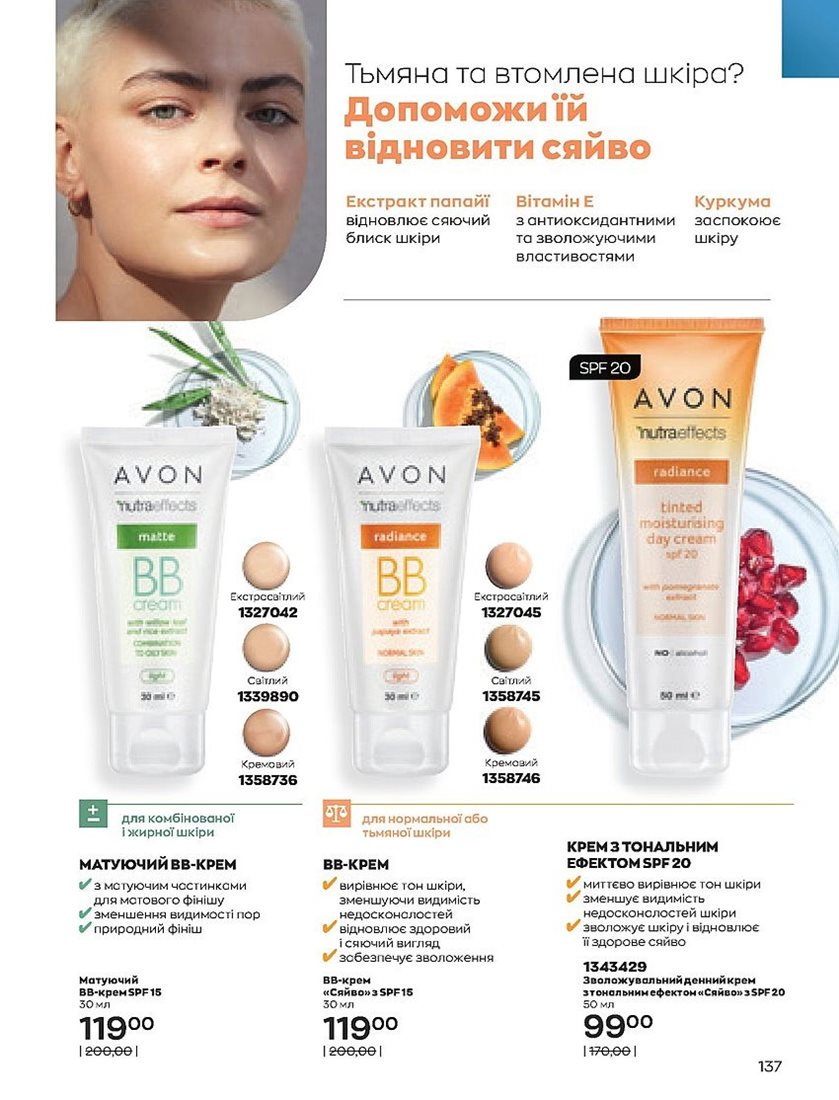 Тьмяна та втомлена шкіра?
Допоможи їй
відновити сяйво
Екстракт папайї
відновлює сяючий
блиск шкіри
Вітамін Е
з антиоксидантними
та зволожуючими
властивостями
Куркума
заспокоює
шкіру
AVON
nutraeffects
matte
BB
cream
with willow leaf
and rice extract
COMBINATION
TO OILY SKIN
light
30 ml e
Екстросвітлий
1327042
Світлий
1339890
Кремовий
1358736
AVON
nutraeffects
radiance
BB
cream
with
papaya extract
NORMAL SKIN
light
30 ml e
Екстросвітлий
1327045
Світлий
1358745
Кремовий
1358746
SPF 20
AVON
nutraeffects
radiance
tinted
moisturising
day cream
spf 20
with pomegranate
extract
NORMAL SKIN
NO: alcohol
50 ml e
для комбінованої
і жирної шкіри
МАТУЮЧИЙ ВВ-КРЕМ
з матуючим частинками
для матового фінішу
зменшення видимості пор
природний фініш
Матуючий
ВВ-крем SPF 15
30 мл
11900
| 200,00 |
для нормальної або
тьмяної шкіри
ВВ-КРЕМ
вирівнює тон шкіри,
зменшуючи видимість
недосконалостей
відновлює здоровий
і сяючий вигляд
забезпечує зволоження
ВВ-крем
«Сяйво» з SPF 15
30 мл
11900
| 200,00 |
КРЕМ З ТОНАЛЬНИМ
ЕФЕКТОМ SPF 20
миттєво вирівнює тон шкіри
зменшує видимість
недосконалостей шкіри
зволожує шкіру і відновлює
її здорове сяйво
1343429
Зволожувальний денний крем
з тональним ефектом «Сяйво» з SPF 20
50 мл
9900
| 170,00 |
137